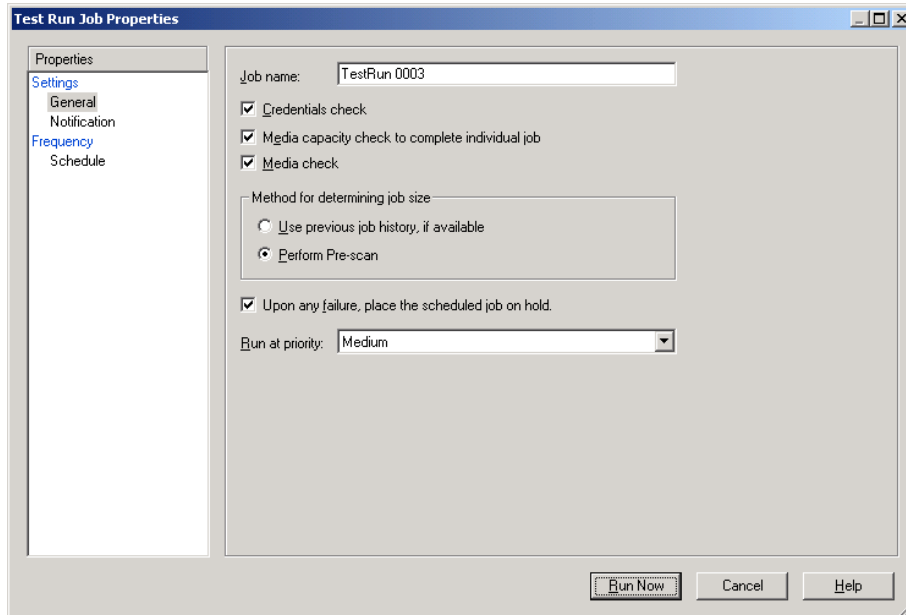 Test Run Job Properties
Properties
Settings
General
Notification
Frequency
Schedule
Job name: TestRun 0003
Credentials check
Media capacity check to complete individual job
Media check
Method for determining job size
Use previous job history, if available
Perform Pre-scan
Upon any failure, place the scheduled job on hold.
Run at priority: Medium
Run Now Cancel Help